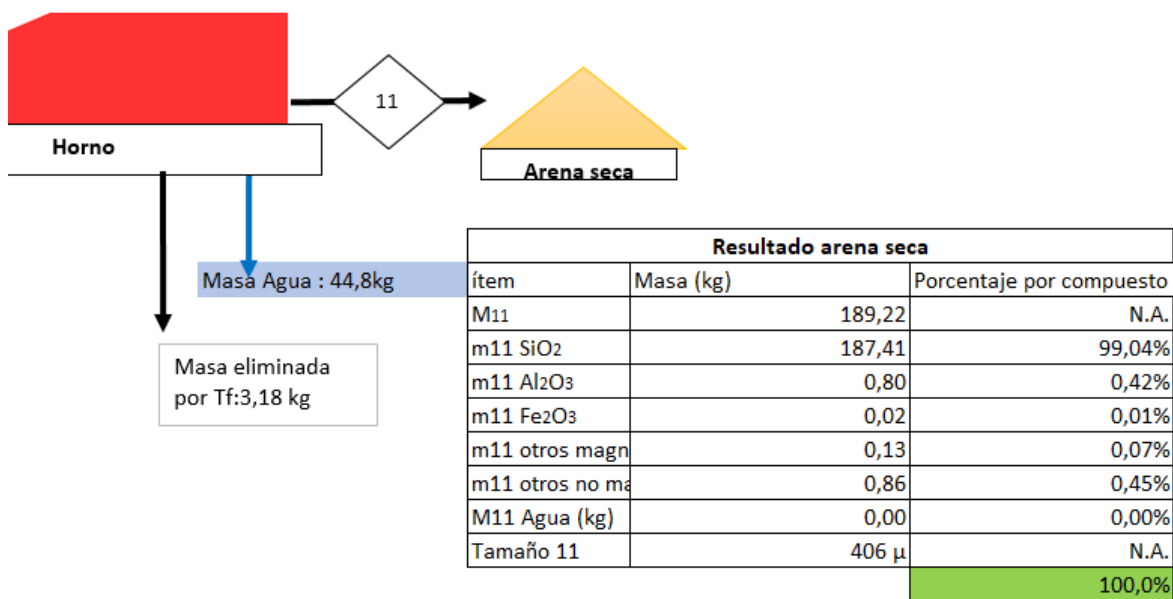 11
Horno
Arena seca
Masa Agua : 44,8kg
Masa eliminada
por Tf:3,18 kg
Resultado arena seca
ítem Masa (kg) Porcentaje por compuesto
M11 189,22 N.A.
m11 SiO2 187,41 99,04%
m11 Al2O3 0,80 0,42%
m11 Fe2O3 0,02 0,01%
m11 otros magn 0,13 0,07%
m11 otros no ma 0,86 0,45%
M11 Agua (kg) 0,00 0,00%
Tamaño 11 406 µ N.A.
100,0%